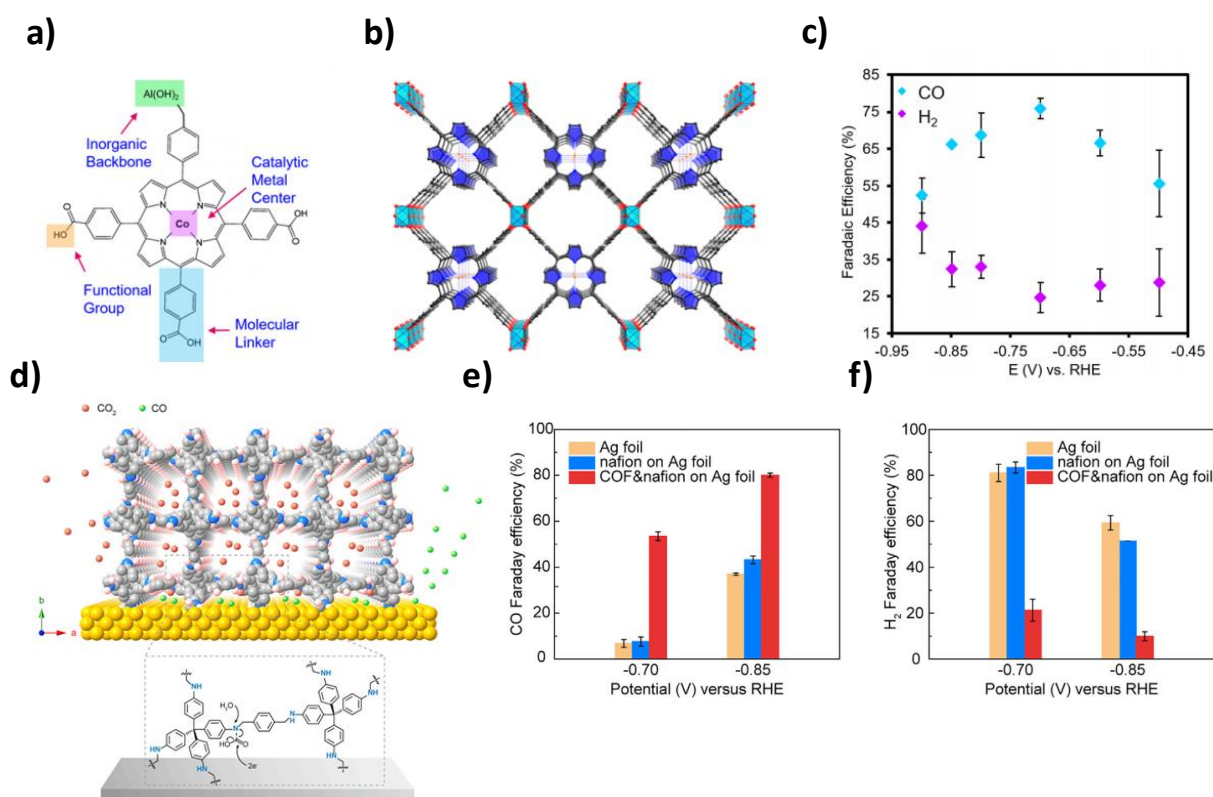 a)
Al(OH)₂
Inorganic
Backbone
Catalytic
Metal
Center
N
N
Co
N
N
O
HO
OH
O
Functional
Group
Molecular
Linker
O
OH
b)
c)
Faradaic Efficiency (%)
85
75
65
55
45
35
25
15
CO
H₂
-0.95
-0.85
-0.75
-0.65
-0.55
-0.45
E (V) vs. RHE
d)
CO₂
CO
b
a
NH
NH
H₂O
NH
N
N
H
HO
O
HN
NH
2e⁻
HN
NH
e)
CO Faraday efficiency (%)
100
80
60
40
20
0
Ag foil
nafion on Ag foil
COF&nafion on Ag foil
-0.70
-0.85
Potential (V) versus RHE
f)
H₂ Faraday efficiency (%)
100
80
60
40
20
0
Ag foil
nafion on Ag foil
COF&nafion on Ag foil
-0.70
-0.85
Potential (V) versus RHE